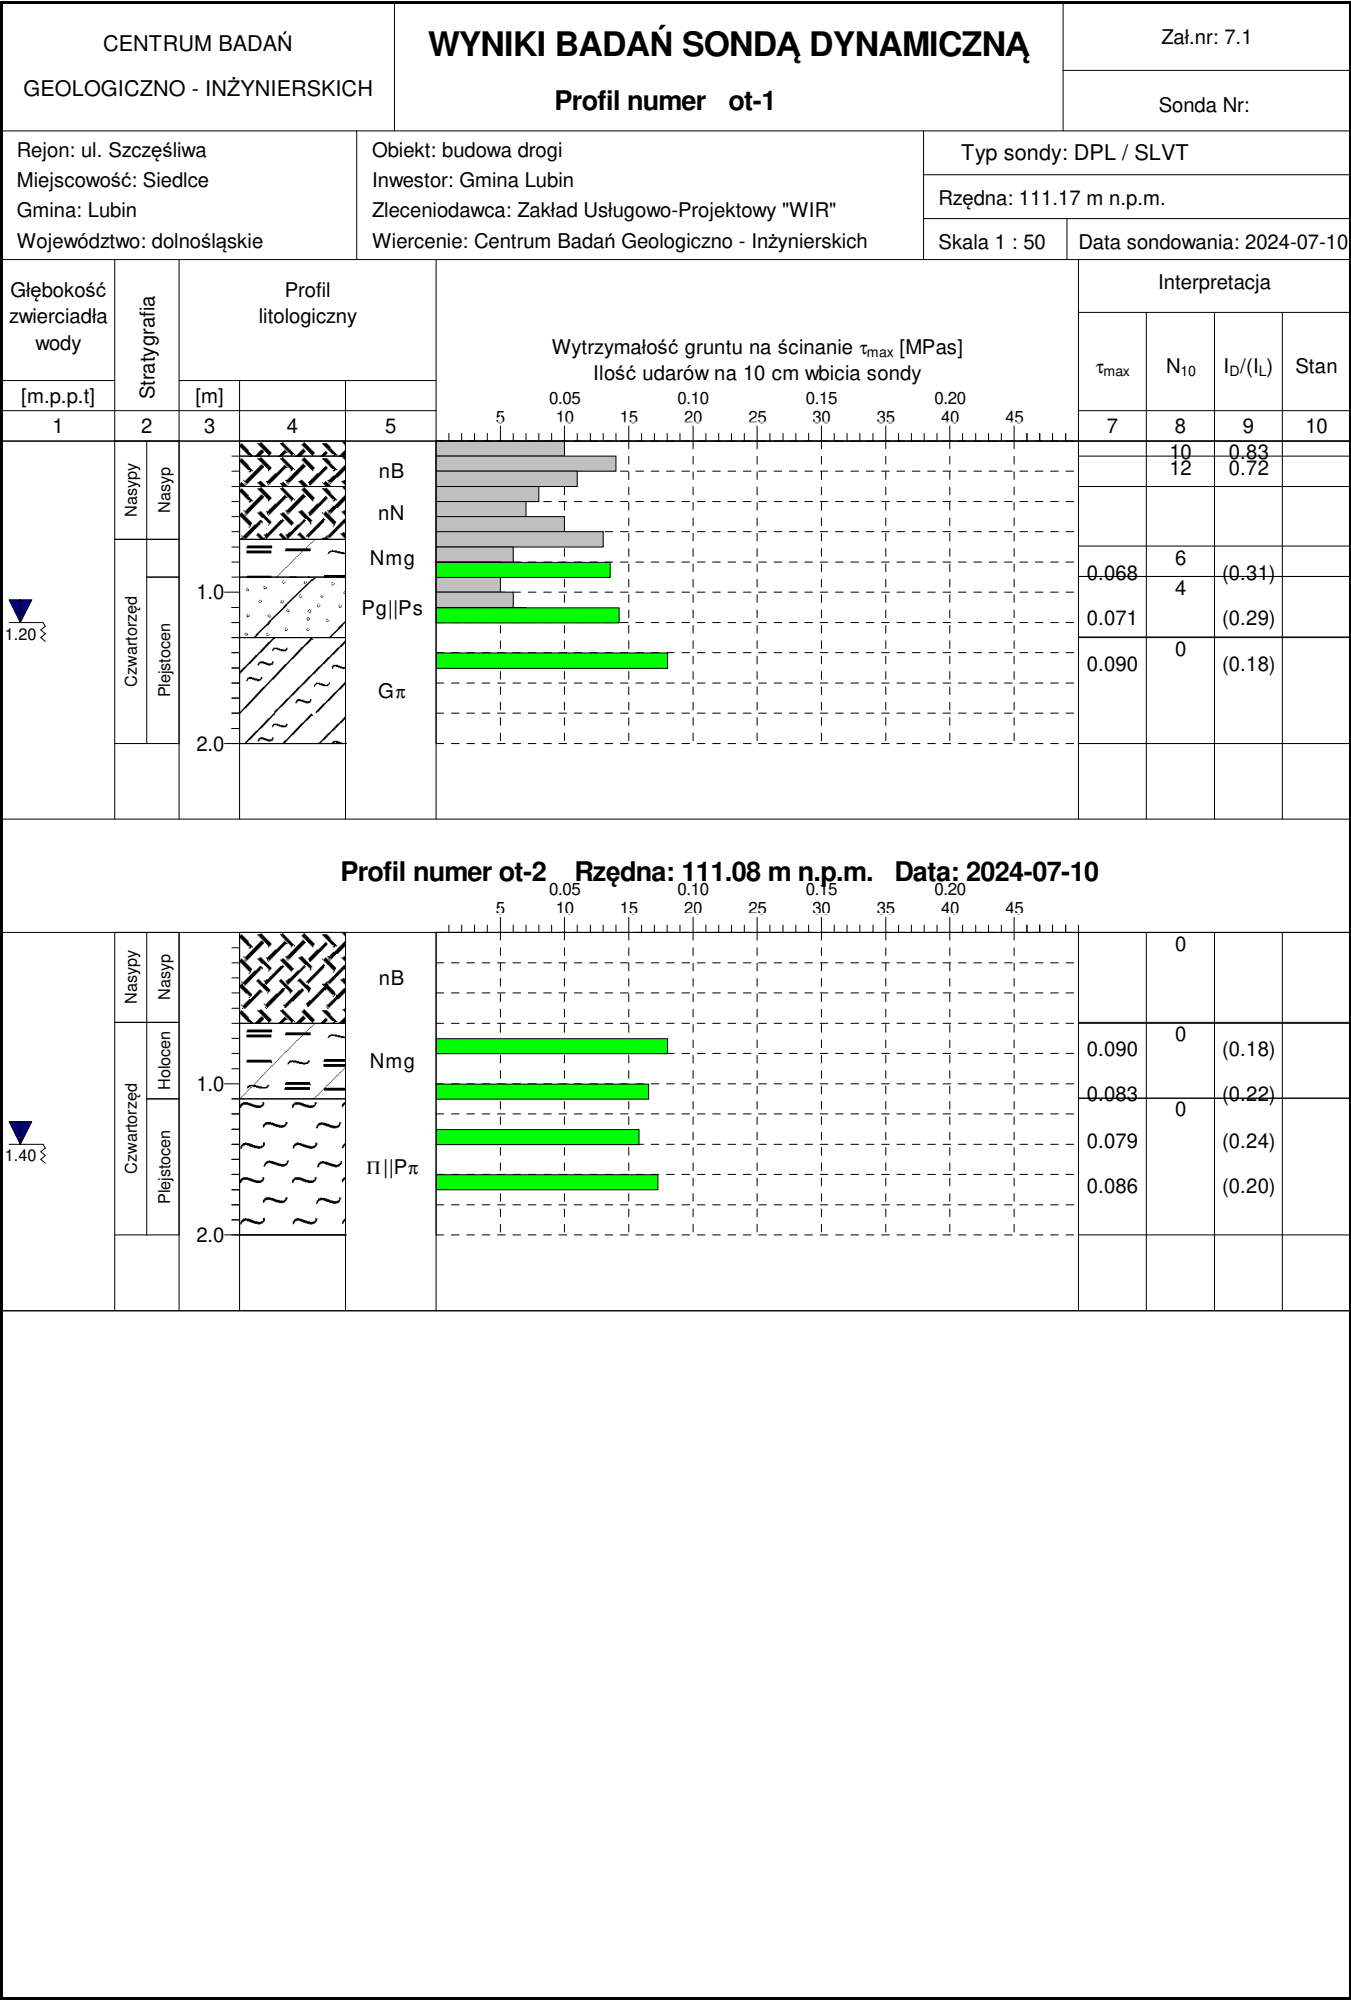 CENTRUM BADAŃ
GEOLOGICZNO - INŻYNIERSKICH
WYNIKI BADAŃ SONDĄ DYNAMICZNĄ
Profil numer ot-1
Zał.nr: 7.1
Sonda Nr:
Rejon: ul. Szczęśliwa
Miejscowość: Siedlce
Gmina: Lubin
Województwo: dolnośląskie
Obiekt: budowa drogi
Inwestor: Gmina Lubin
Zleceniodawca: Zakład Usługowo-Projektowy "WIR"
Wiercenie: Centrum Badań Geologiczno - Inżynierskich
Typ sondy: DPL / SLVT
Rzędna: 111.17 m n.p.m.
Skala 1 : 50
Data sondowania: 2024-07-10
Głębokość
zwierciadła
wody
[m.p.p.t]
Stratygrafia
Profil
litologiczny
[m]
Wytrzymałość gruntu na ścinanie τmax [MPas]
Ilość udarów na 10 cm wbicia sondy
0.05 0.10 0.15 0.20
5 10 15 20 25 30 35 40 45
Interpretacja
τmax N10 ID/(IL) Stan
1 2 3 4 5 7 8 9 10
Nasypy Nasyp
nB
nN
Nmg
Pg||Ps
Gπ
Czwartorzęd
Plejstocen
1.0
2.0
1.20
10 0.83
12 0.72
6
0.068 (0.31)
4
0.071 (0.29)
0
0.090 (0.18)
Profil numer ot-2 Rzędna: 111.08 m n.p.m. Data: 2024-07-10
0.05 0.10 0.15 0.20
5 10 15 20 25 30 35 40 45
Nasypy Nasyp
nB
Nmg
Π||Pπ
Czwartorzęd
Holocen
Plejstocen
1.0
2.0
1.40
0
0
0.090 (0.18)
0.083 (0.22)
0
0.079 (0.24)
0.086 (0.20)